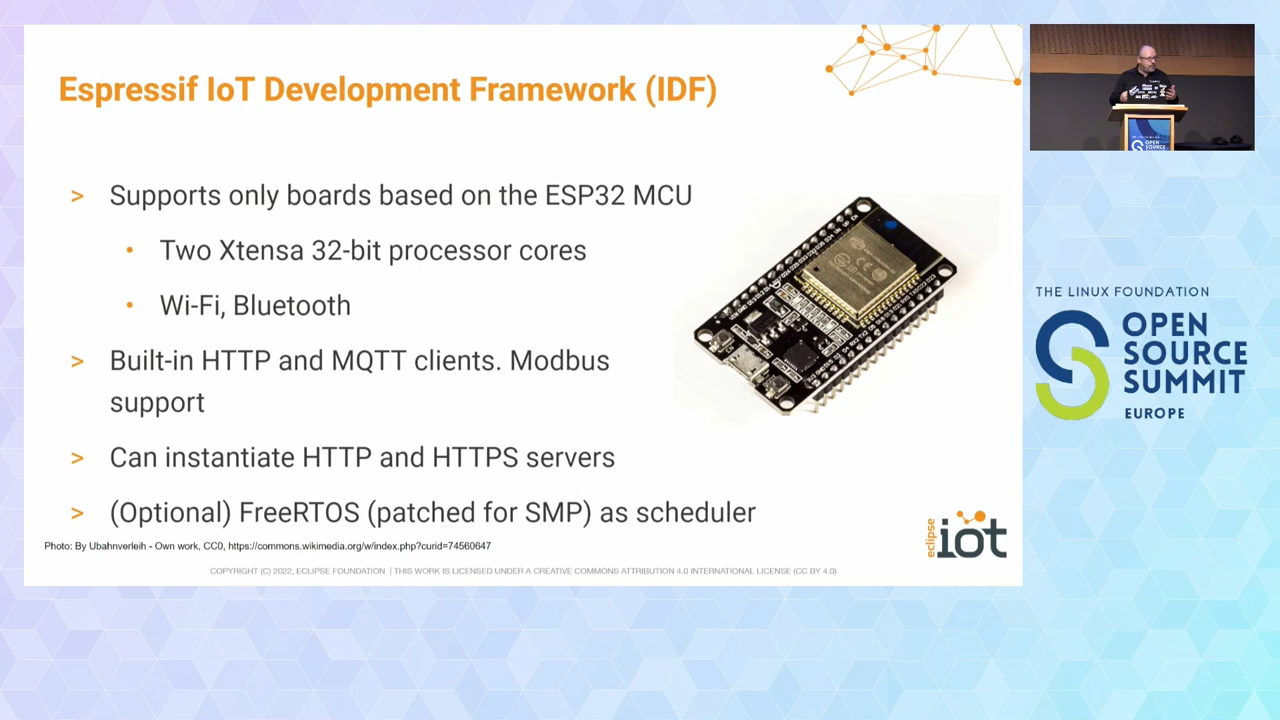 Espressif IoT Development Framework (IDF)
> Supports only boards based on the ESP32 MCU
• Two Xtensa 32-bit processor cores
• Wi-Fi, Bluetooth
> Built-in HTTP and MQTT clients. Modbus
support
> Can instantiate HTTP and HTTPS servers
> (Optional) FreeRTOS (patched for SMP) as scheduler
Photo: By Ubahnverleih - Own work, CC0, https://commons.wikimedia.org/w/index.php?curid=74560647
eclipse
iot
COPYRIGHT (C) 2022, ECLIPSE FOUNDATION | THIS WORK IS LICENSED UNDER A CREATIVE COMMONS ATTRIBUTION 4.0 INTERNATIONAL LICENSE (CC BY 4.0)
OPEN
SOURCE
THE LINUX FOUNDATION
OPEN
SOURCE
SUMMIT
EUROPE